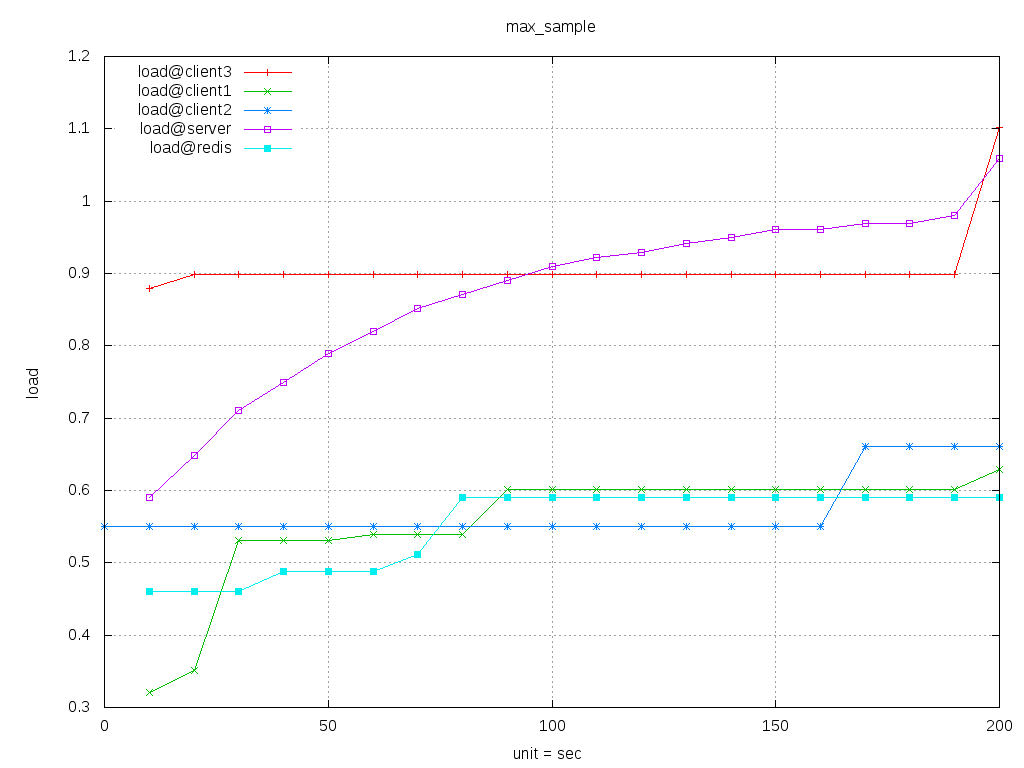 max_sample
1.2
1.1
1
0.9
0.8
0.7
0.6
0.5
0.4
0.3
load
load@client3
load@client1
load@client2
load@server
load@redis
0 50 100 150 200
unit = sec